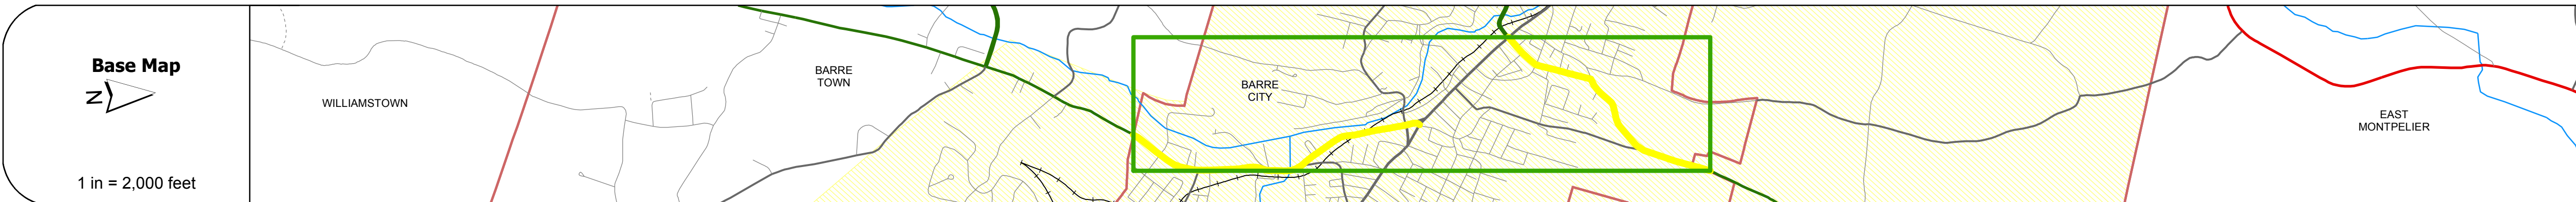 Base Map
N
1 in = 2,000 feet
WILLIAMSTOWN
BARRE
TOWN
BARRE
CITY
EAST
MONTPELIER